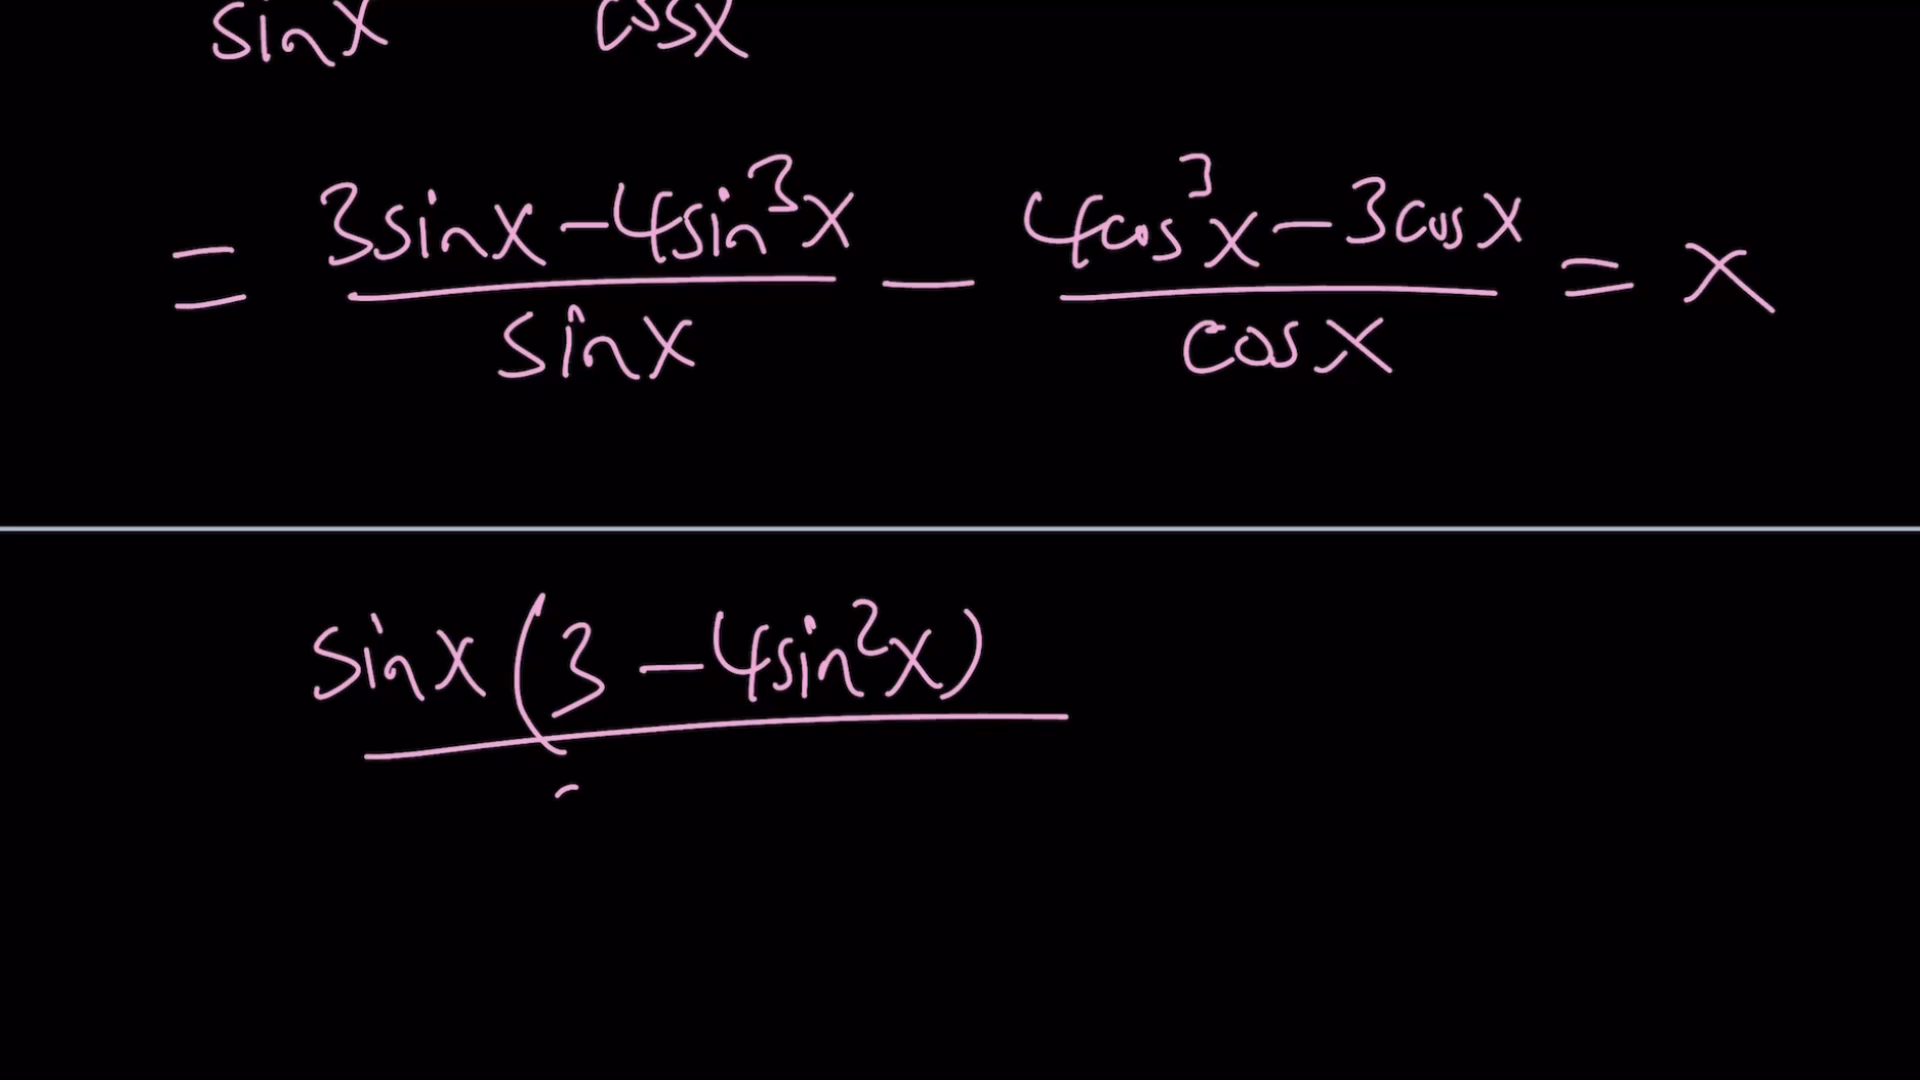 sinx cosx
= (3sinx - 4sin³x)/sinx - (4cos³x - 3cosx)/cosx = x
sinx(3 - 4sin²x)